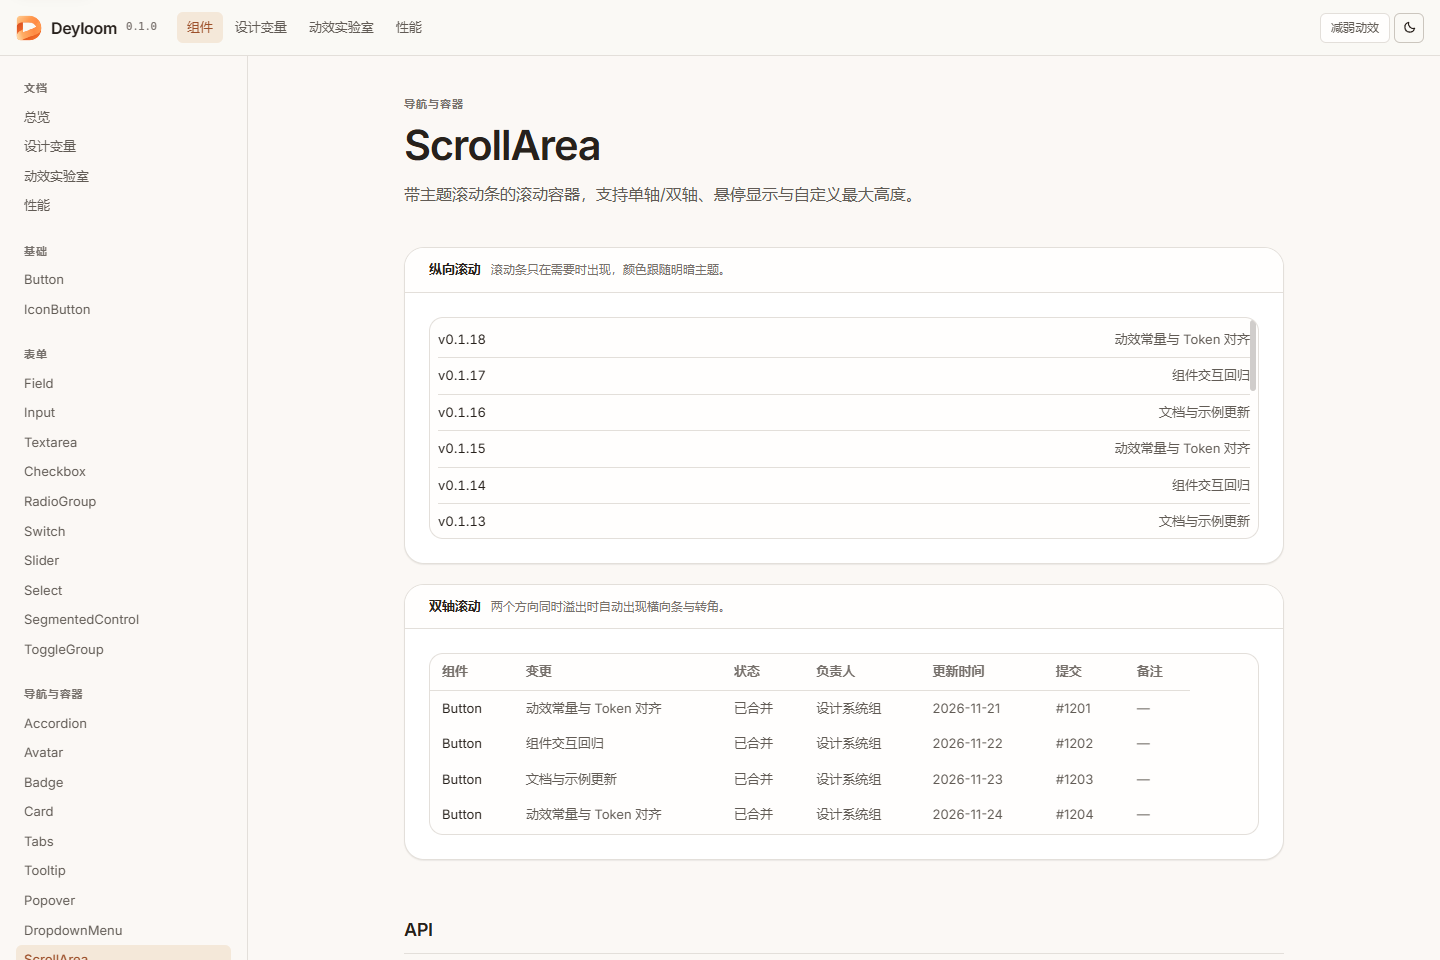 Deyloom 0.1.0 组件 设计变量 动效实验室 性能 减弱动效
文档
总览
设计变量
动效实验室
性能
基础
Button
IconButton
表单
Field
Input
Textarea
Checkbox
RadioGroup
Switch
Slider
Select
SegmentedControl
ToggleGroup
导航与容器
Accordion
Avatar
Badge
Card
Tabs
Tooltip
Popover
DropdownMenu
ScrollArea
导航与容器
ScrollArea
带主题滚动条的滚动容器，支持单轴/双轴、悬停显示与自定义最大高度。
纵向滚动 滚动条只在需要时出现，颜色跟随明暗主题。
v0.1.18 动效常量与 Token 对齐
v0.1.17 组件交互回归
v0.1.16 文档与示例更新
v0.1.15 动效常量与 Token 对齐
v0.1.14 组件交互回归
v0.1.13 文档与示例更新
双轴滚动 两个方向同时溢出时自动出现横向条与转角。
组件 变更 状态 负责人 更新时间 提交 备注
Button 动效常量与 Token 对齐 已合并 设计系统组 2026-11-21 #1201 —
Button 组件交互回归 已合并 设计系统组 2026-11-22 #1202 —
Button 文档与示例更新 已合并 设计系统组 2026-11-23 #1203 —
Button 动效常量与 Token 对齐 已合并 设计系统组 2026-11-24 #1204 —
API